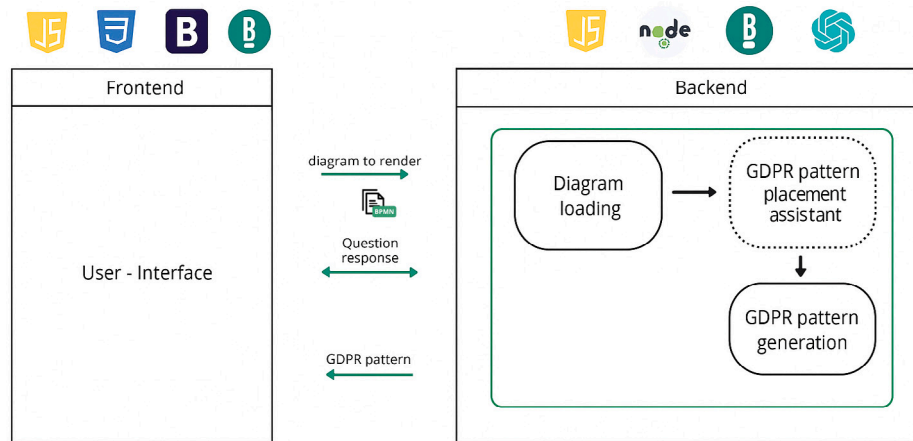 JS
3
B
B
JS
node
B
Frontend
Backend
diagram to render
BPMN
Question
response
GDPR pattern
User - Interface
Diagram
loading
GDPR pattern
placement
assistant
GDPR pattern
generation